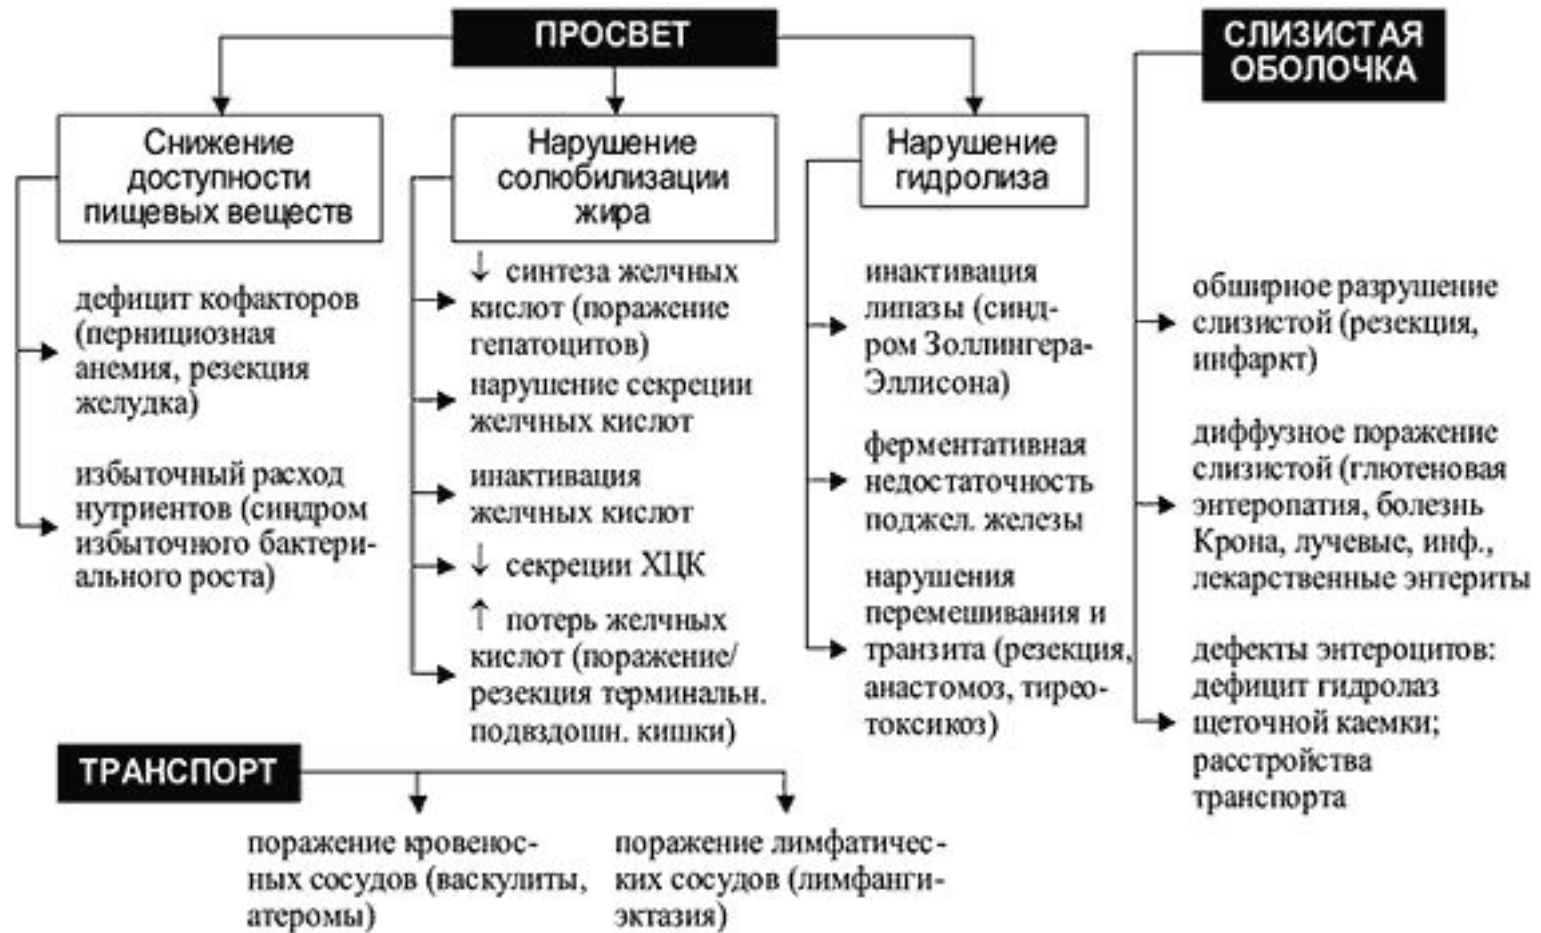 ПРОСВЕТ
Снижение
доступности
пищевых веществ
дефицит кофакторов
(пернициозная
анемия, резекция
желудка)
избыточный расход
нутриентов (синдром
избыточного бактери-
ального роста)
Нарушение
солюбилизации
жира
↓ синтеза желчных
кислот (поражение
гепатоцитов)
нарушение секреции
желчных кислот
инактивация
желчных кислот
↓ секреции ХЦК
↑ потерь желчных
кислот (поражение/
резекция терминальн.
подвздошн. кишки)
Нарушение
гидролиза
инактивация
липазы (синд-
ром Золлингера-
Эллисона)
ферментативная
недостаточность
поджел. железы
нарушения
перемешивания и
транзита (резекция,
анастомоз, тирео-
токсикоз)
СЛИЗИСТАЯ
ОБОЛОЧКА
обширное разрушение
слизистой (резекция,
инфаркт)
диффузное поражение
слизистой (глютеновая
энтеропатия, болезнь
Крона, лучевые, инф.,
лекарственные энтериты
дефекты энтероцитов:
дефицит гидролаз
щеточной каемки;
расстройства
транспорта
ТРАНСПОРТ
поражение кровенос-
ных сосудов (васкулиты,
атеромы)
поражение лимфатичес-
ких сосудов (лимфанги-
эктазия)